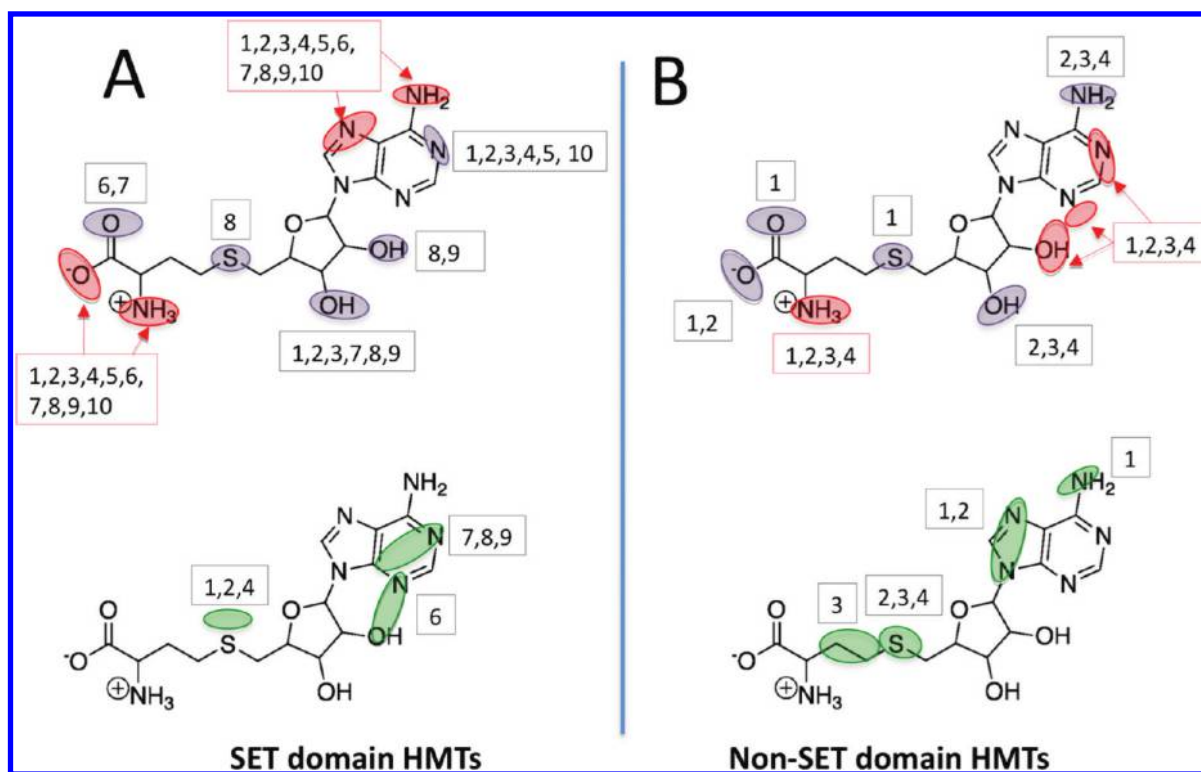 A
1,2,3,4,5,6,
7,8,9,10
NH2
N
N
1,2,3,4,5, 10
N
N
6,7
O
8
O
-O
S
OH
8,9
⊕NH3
OH
1,2,3,7,8,9
1,2,3,4,5,6,
7,8,9,10
B
2,3,4
NH2
N
N
N
N
1
O
1
O
-O
S
OH
1,2,3,4
⊕NH3
OH
1,2
1,2,3,4
2,3,4
NH2
N
N
7,8,9
N
N
1,2,4
6
O
O
OH
-O
S
⊕NH3
OH
1
NH2
1,2
N
N
N
N
3
2,3,4
O
O
OH
-O
S
⊕NH3
OH
SET domain HMTs
Non-SET domain HMTs